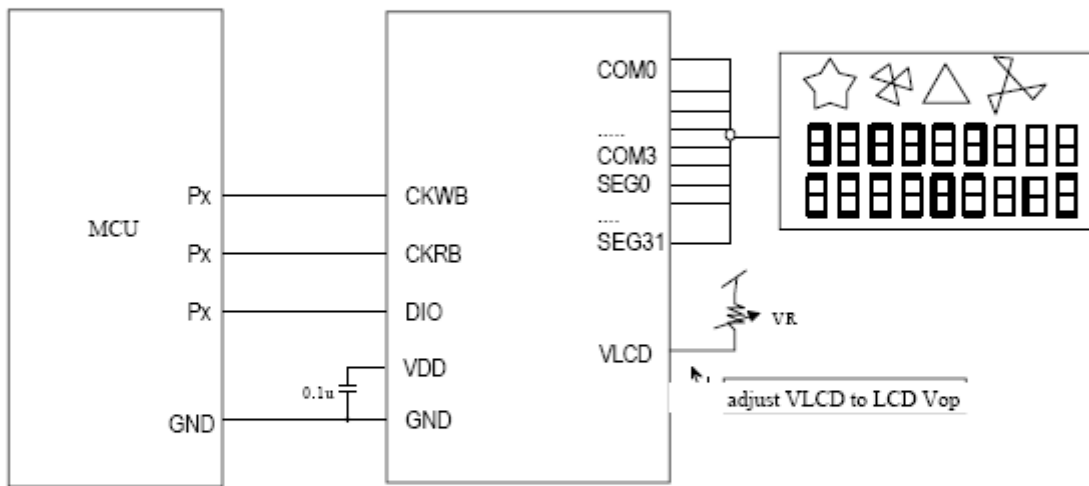 COM0
.....
COM3
SEG0
....
SEG31
MCU
Px
CKWB
Px
CKRB
Px
DIO
VR
VLCD
VDD
0.1u
adjust VLCD to LCD Vop
GND
GND